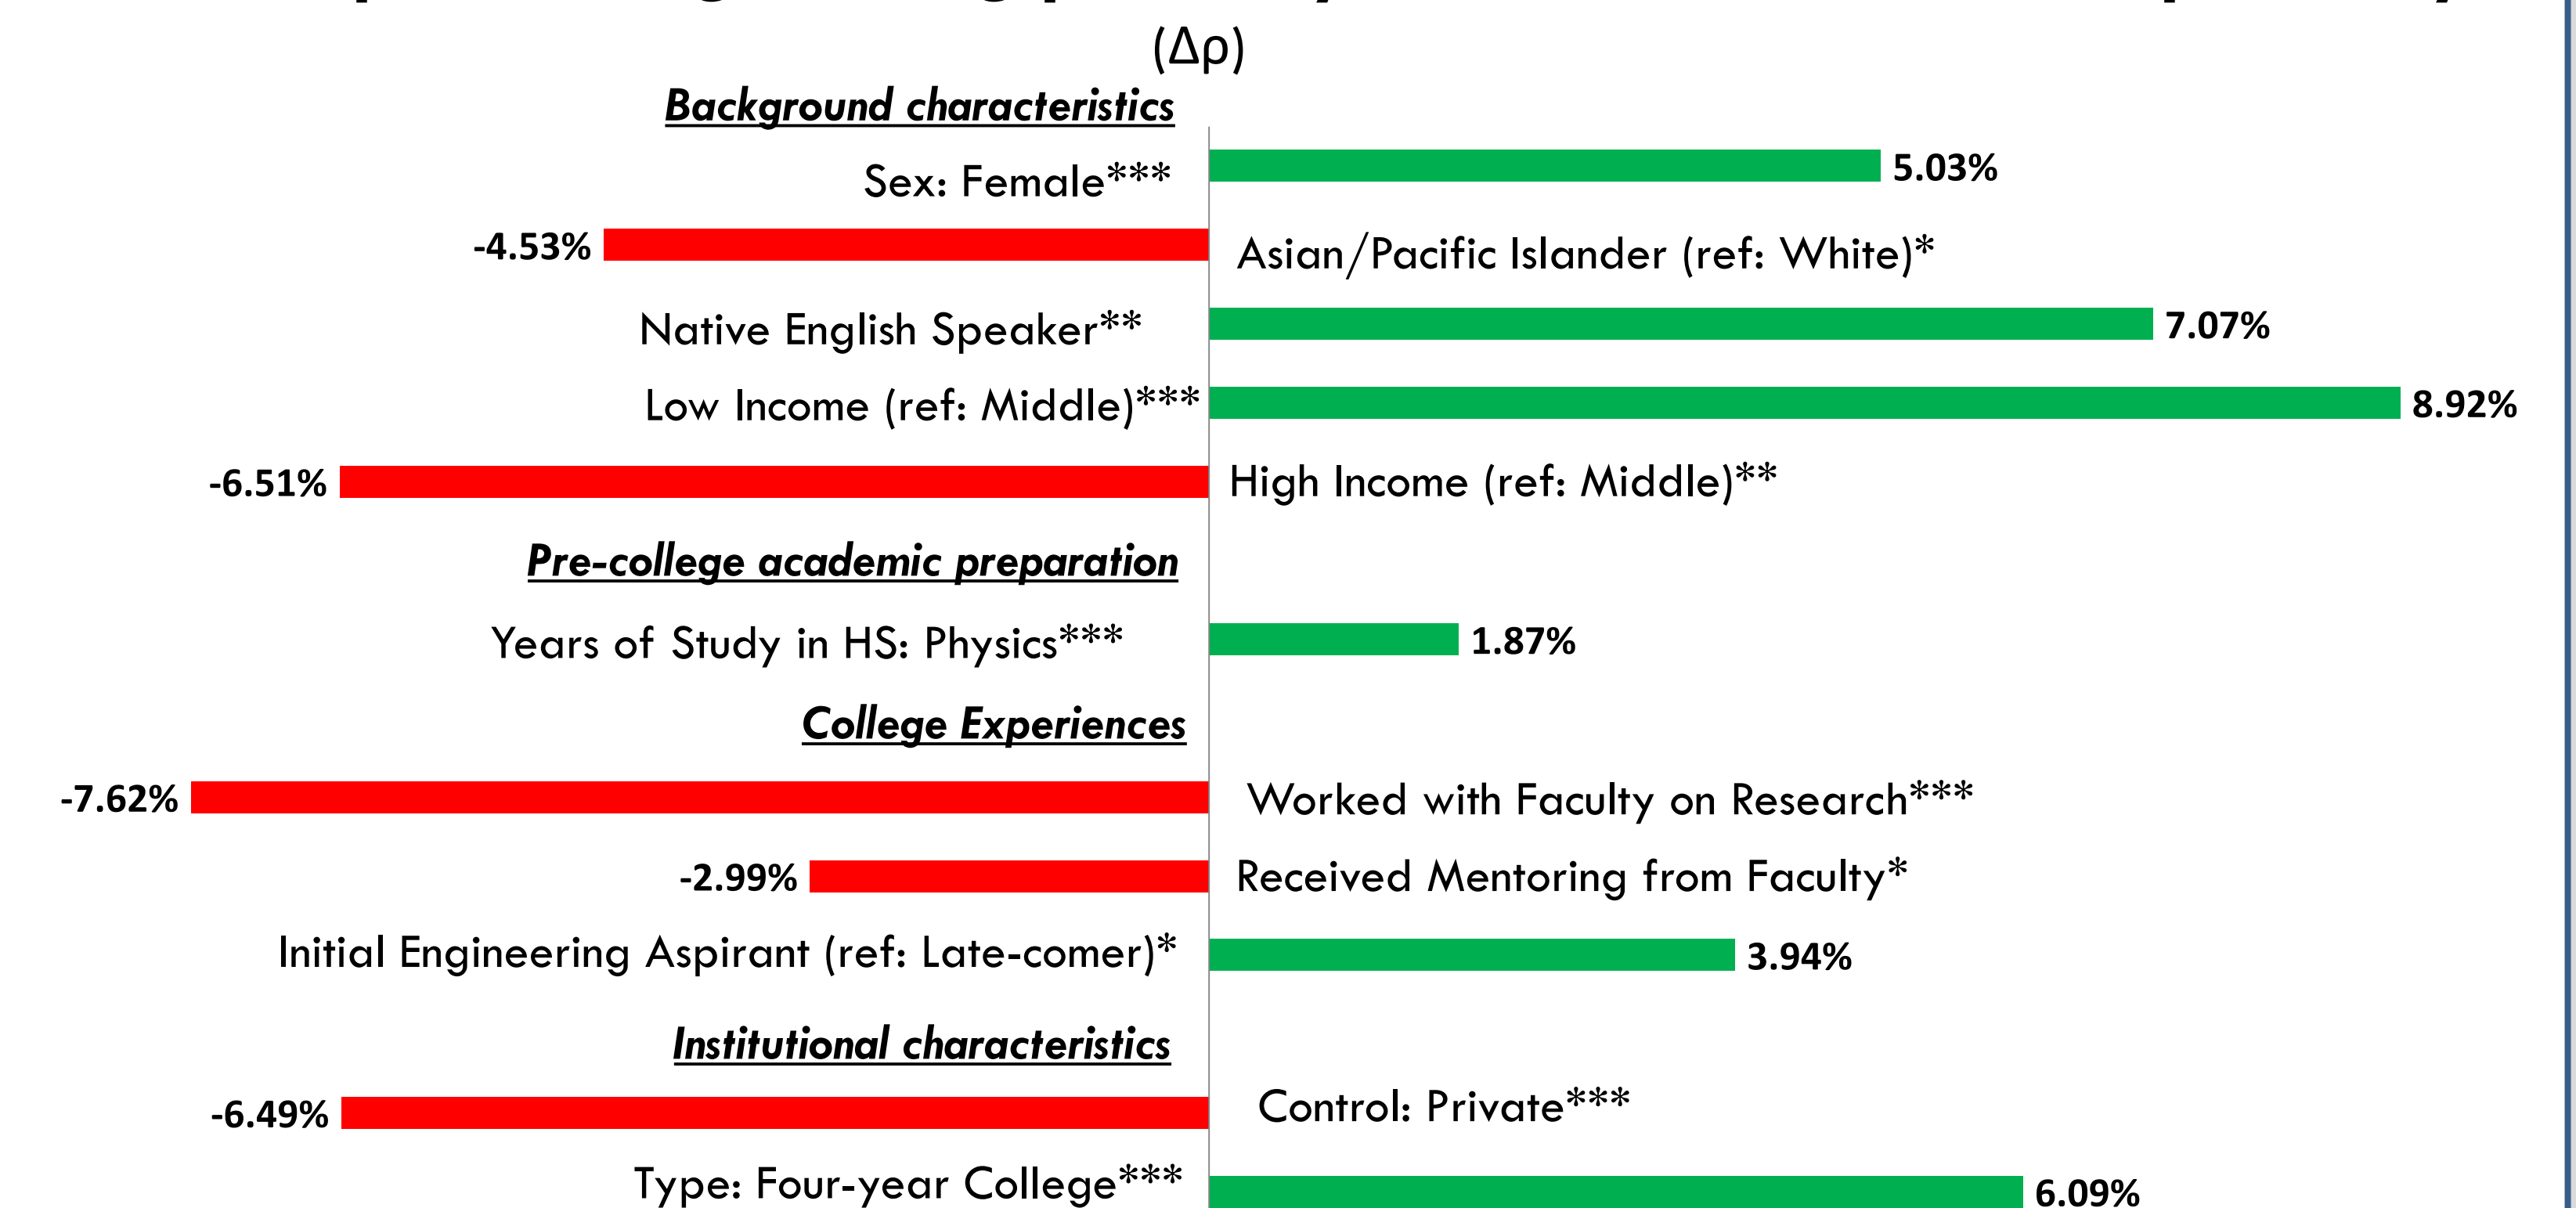 (Δρ)
Background characteristics
Sex: Female*** 5.03%
-4.53% Asian/Pacific Islander (ref: White)*
Native English Speaker** 7.07%
Low Income (ref: Middle)*** 8.92%
-6.51% High Income (ref: Middle)**
Pre-college academic preparation
Years of Study in HS: Physics*** 1.87%
College Experiences
-7.62% Worked with Faculty on Research***
-2.99% Received Mentoring from Faculty*
Initial Engineering Aspirant (ref: Late-comer)* 3.94%
Institutional characteristics
-6.49% Control: Private***
Type: Four-year College*** 6.09%